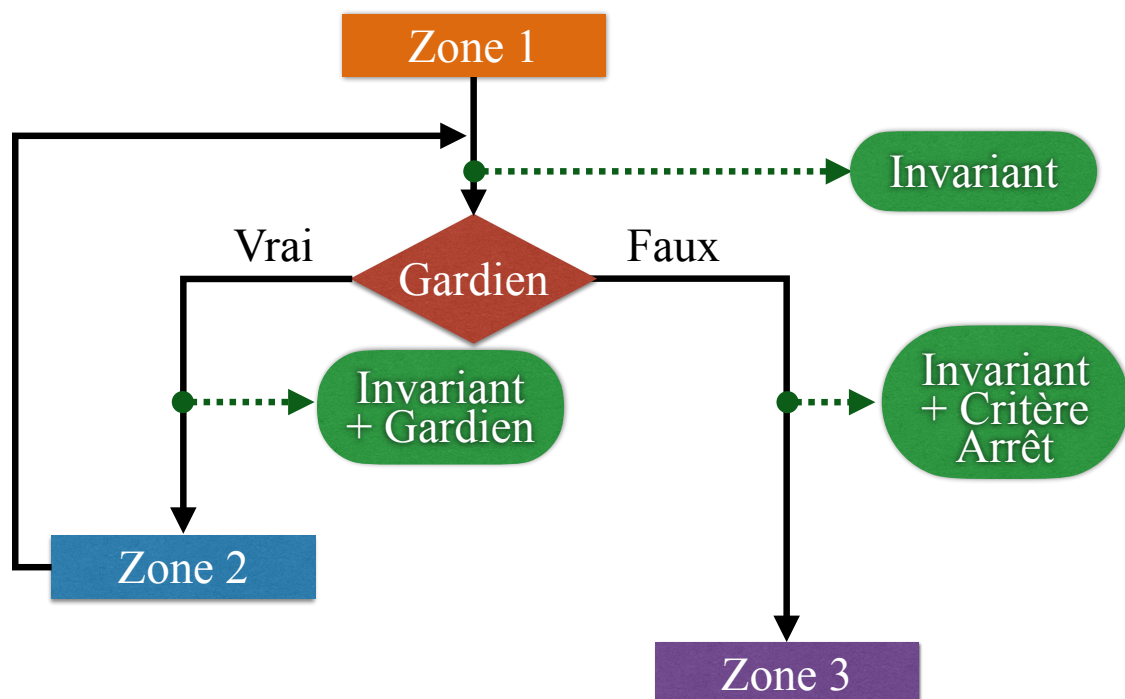 Zone 1
Invariant
Vrai
Faux
Gardien
Invariant
+ Gardien
Invariant
+ Critère
Arrêt
Zone 2
Zone 3